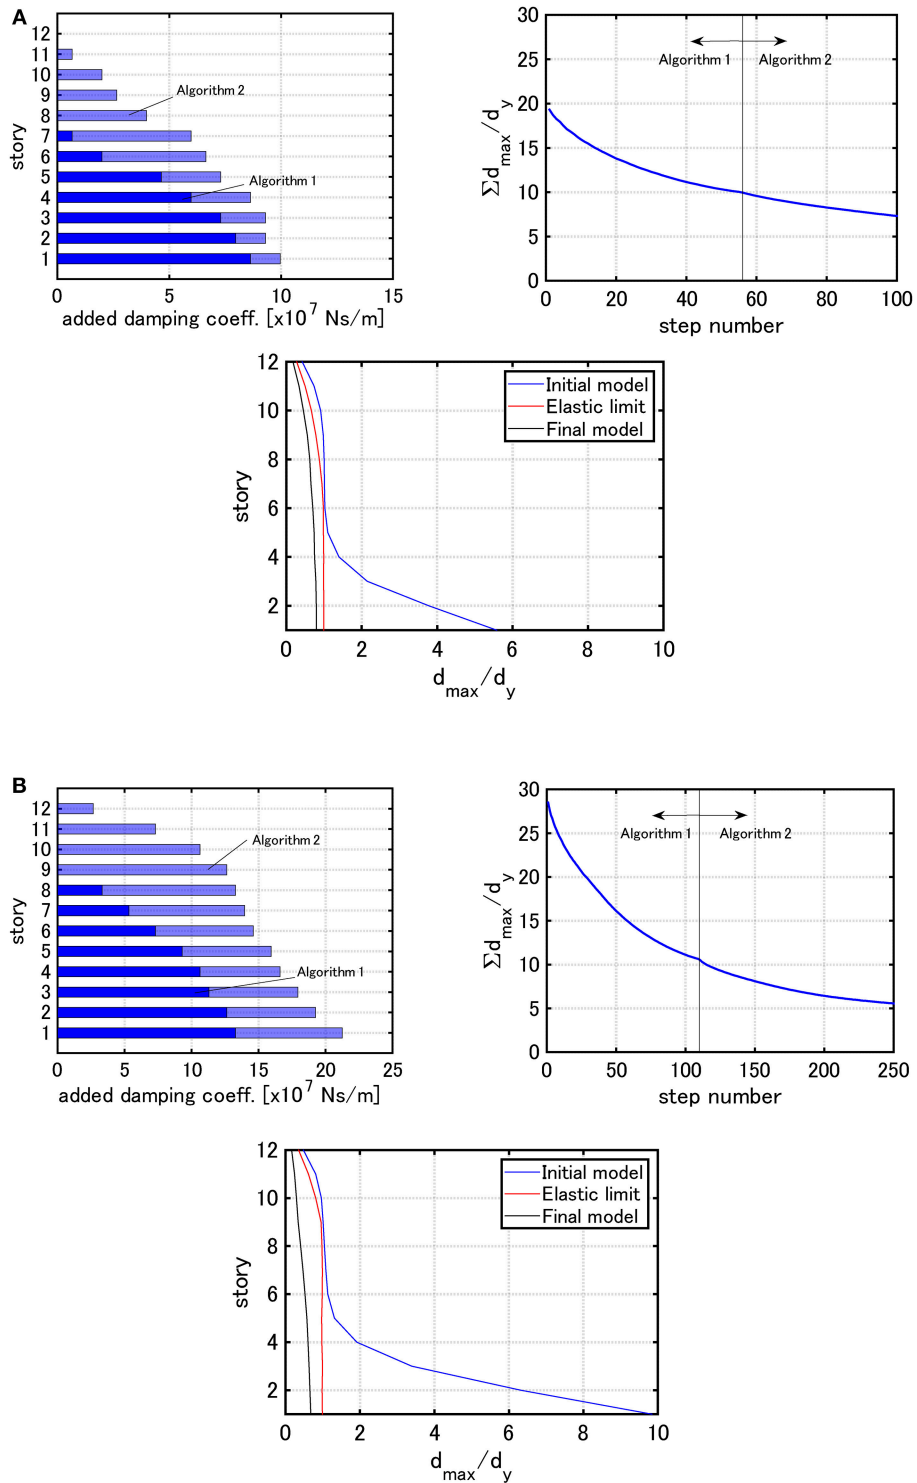 A
12
11
10
9
8
7
6
5
4
3
2
1
story
Algorithm 2
Algorithm 1
0 5 10 15
added damping coeff. [x10^7 Ns/m]
30
25
20
15
10
5
0
Σd_max/d_y
Algorithm 1 Algorithm 2
0 20 40 60 80 100
step number
12
10
8
6
4
2
story
Initial model
Elastic limit
Final model
0 2 4 6 8 10
d_max/d_y
B
12
11
10
9
8
7
6
5
4
3
2
1
story
Algorithm 2
Algorithm 1
0 5 10 15 20 25
added damping coeff. [x10^7 Ns/m]
30
25
20
15
10
5
0
Σd_max/d_y
Algorithm 1 Algorithm 2
0 50 100 150 200 250
step number
12
10
8
6
4
2
story
Initial model
Elastic limit
Final model
0 2 4 6 8 10
d_max/d_y